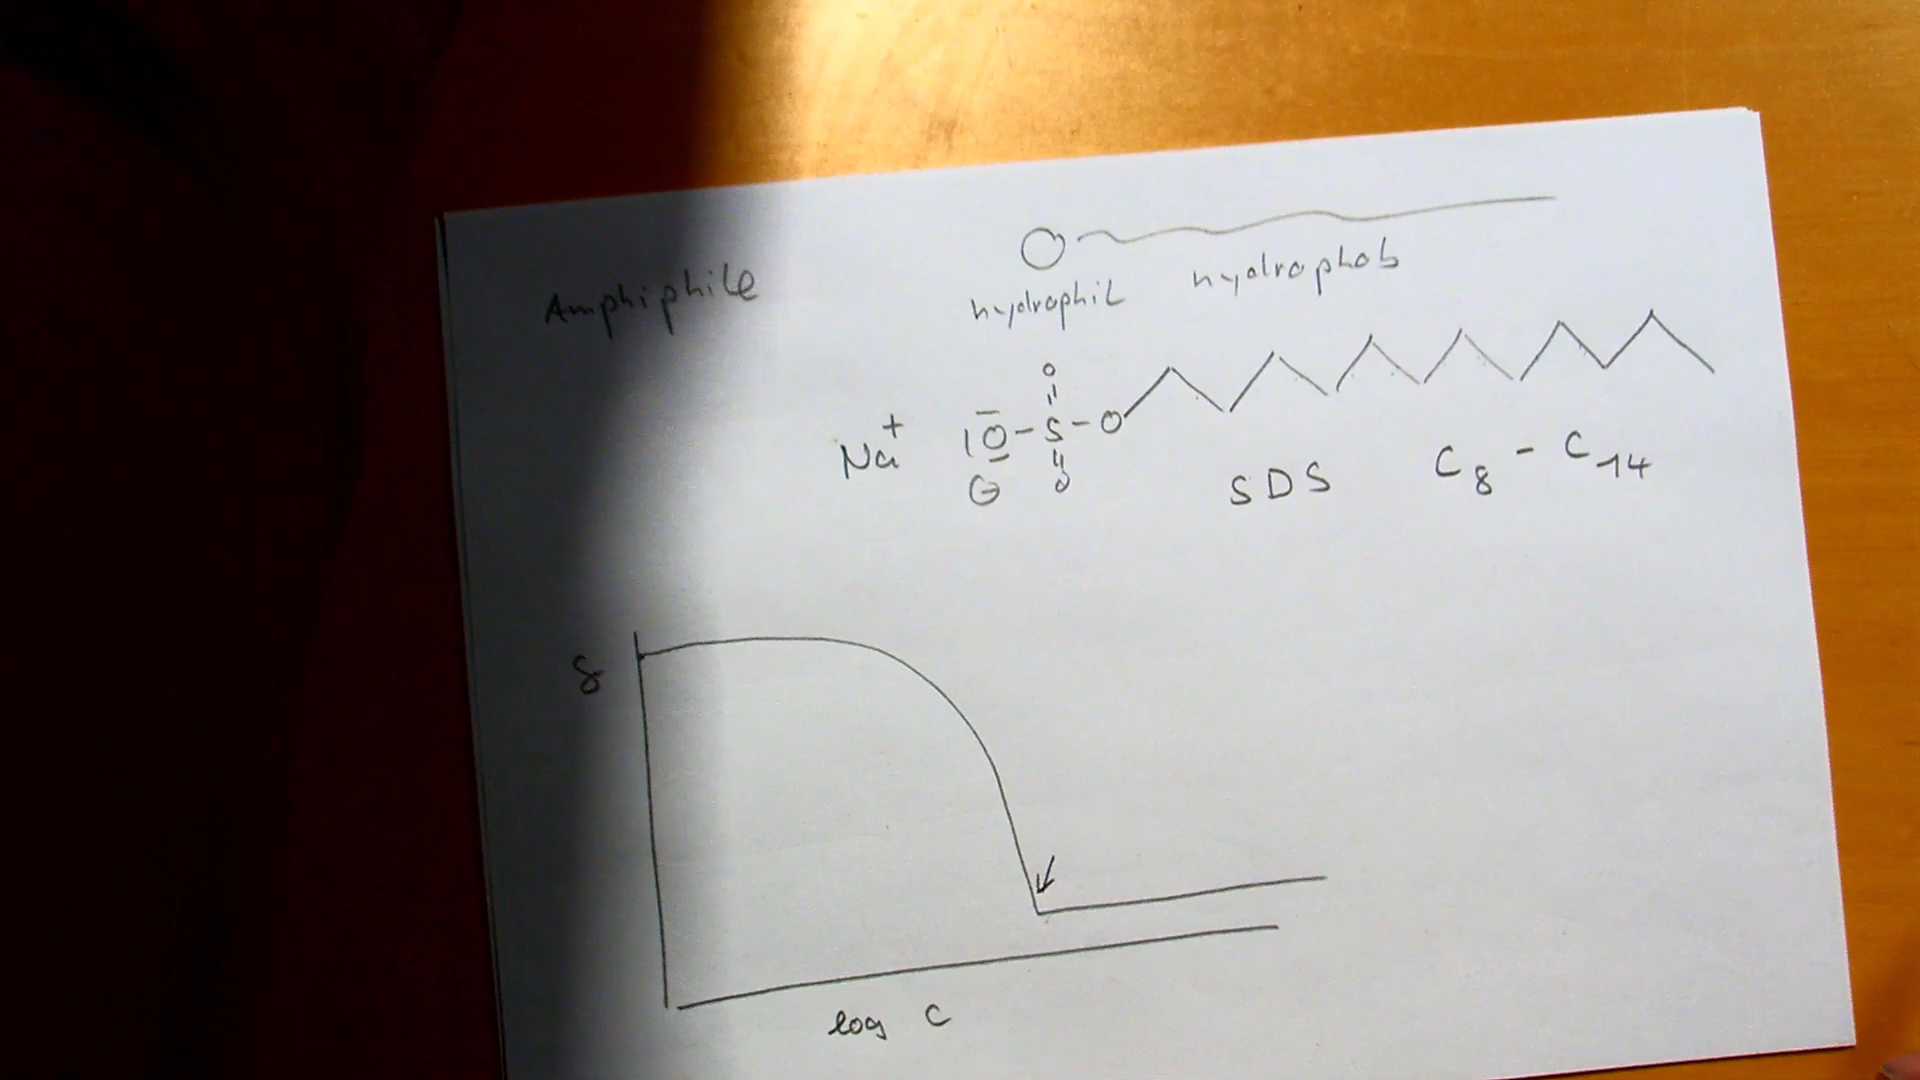 Amphiphile
hydrophil hydrophob
O
||
Na+ |O-S-O
⊖ ||
O
SDS C8 - C14
γ
log c